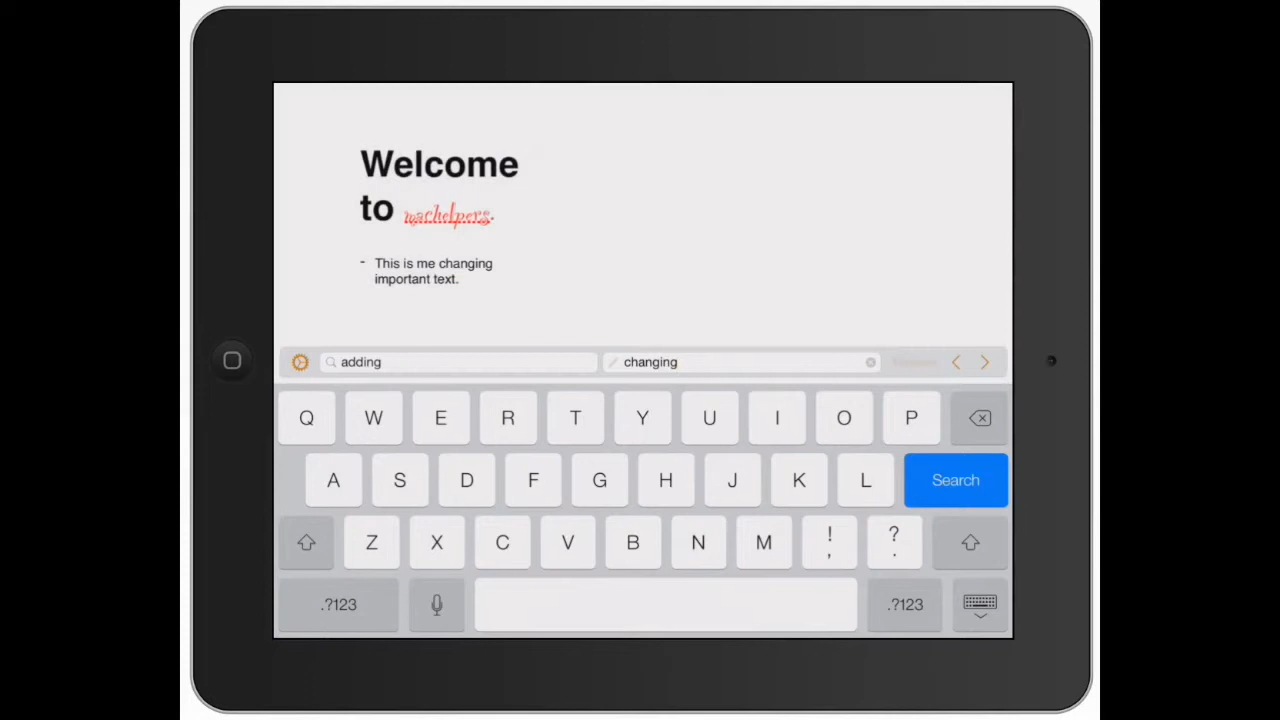 Welcome
to machelpers.
- This is me changing
important text.
adding changing
Q W E R T Y U I O P
A S D F G H J K L Search
Z X C V B N M ! , ? .
.?123 .?123